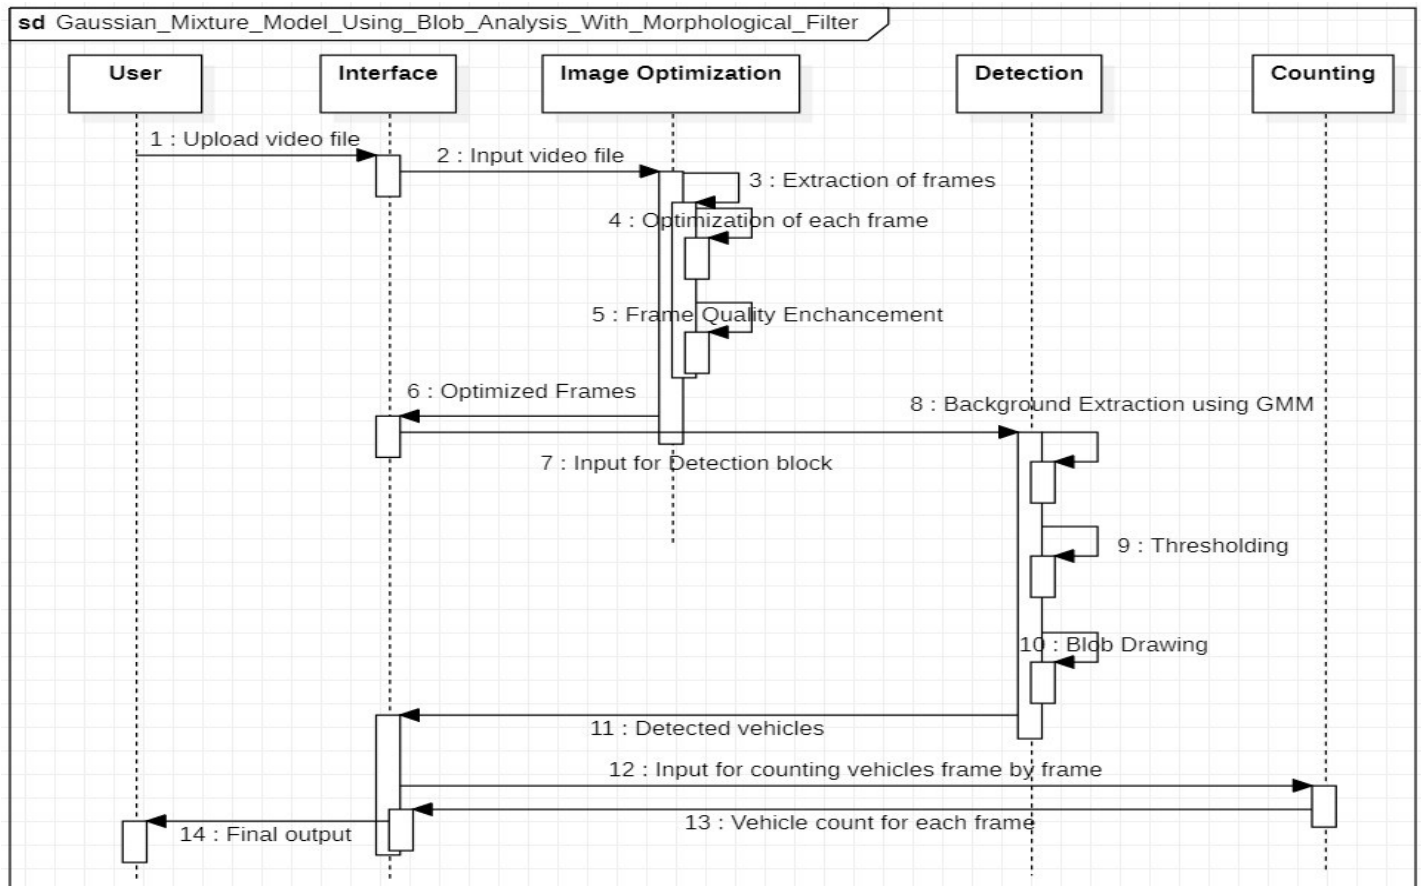 sd Gaussian_Mixture_Model_Using_Blob_Analysis_With_Morphological_Filter
User
Interface
Image Optimization
Detection
Counting
1 : Upload video file
2 : Input video file
3 : Extraction of frames
4 : Optimization of each frame
5 : Frame Quality Enchancement
6 : Optimized Frames
8 : Background Extraction using GMM
7 : Input for Detection block
9 : Thresholding
10 : Blob Drawing
11 : Detected vehicles
12 : Input for counting vehicles frame by frame
13 : Vehicle count for each frame
14 : Final output